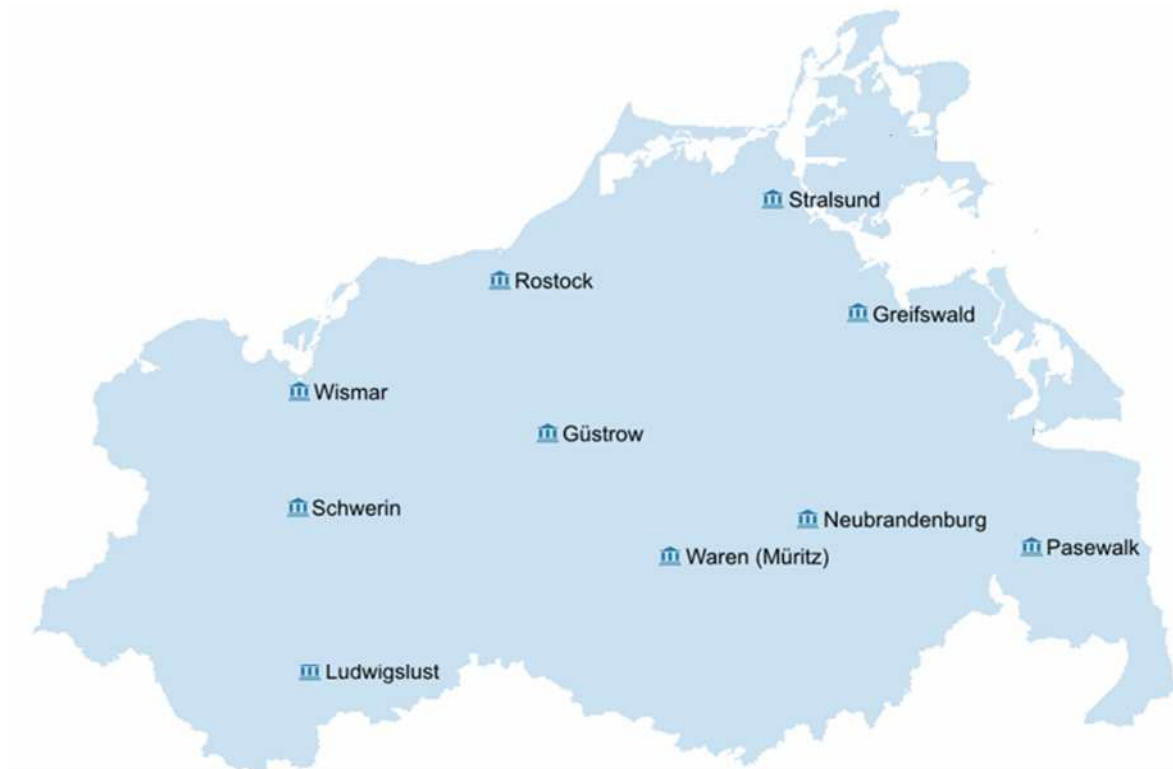 Stralsund
Rostock
Greifswald
Wismar
Güstrow
Schwerin
Neubrandenburg
Waren (Müritz)
Pasewalk
Ludwigslust